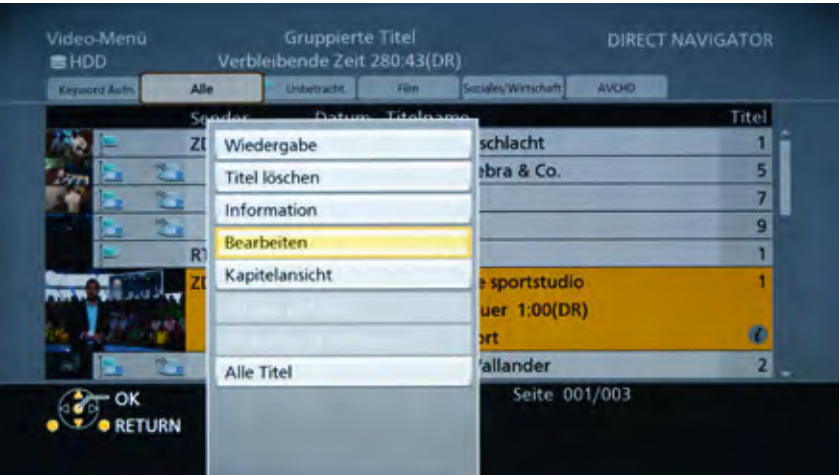 Video-Menü Gruppierte Titel DIRECT NAVIGATOR
HDD Verbleibende Zeit 280:43(DR)
Keyword Aufn. Alle Unbetracht. Film Soziales/Wirtschaft AVCHD
Sender Datum Titelname Titel
schlacht 1
ebra & Co. 5
7
9
1
e sportstudio 1
uer 1:00(DR)
ort
'allander 2
Wiedergabe
Titel löschen
Information
Bearbeiten
Kapitelansicht
Alle Titel
OK
RETURN
Seite 001/003